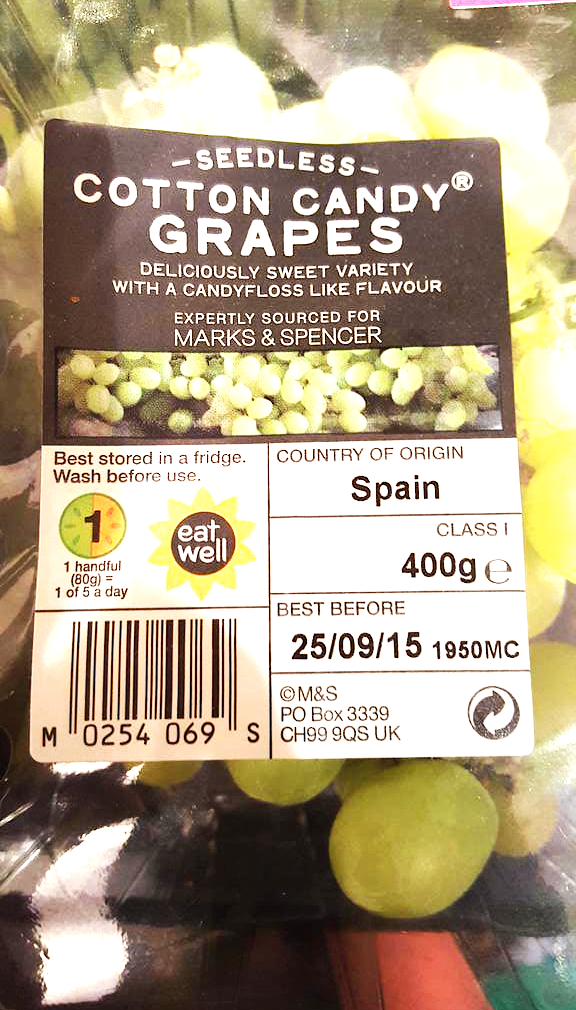 SEEDLESS
COTTON CANDY®
GRAPES
DELICIOUSLY SWEET VARIETY
WITH A CANDYFLOSS LIKE FLAVOUR
EXPERTLY SOURCED FOR
MARKS & SPENCER
Best stored in a fridge.
Wash before use.
1
1 handful
(80g) =
1 of 5 a day
eat
well
COUNTRY OF ORIGIN
Spain
CLASS I
400g ℮
BEST BEFORE
25/09/15 1950MC
M 0254 069 S
©M&S
PO Box 3339
CH99 9QS UK